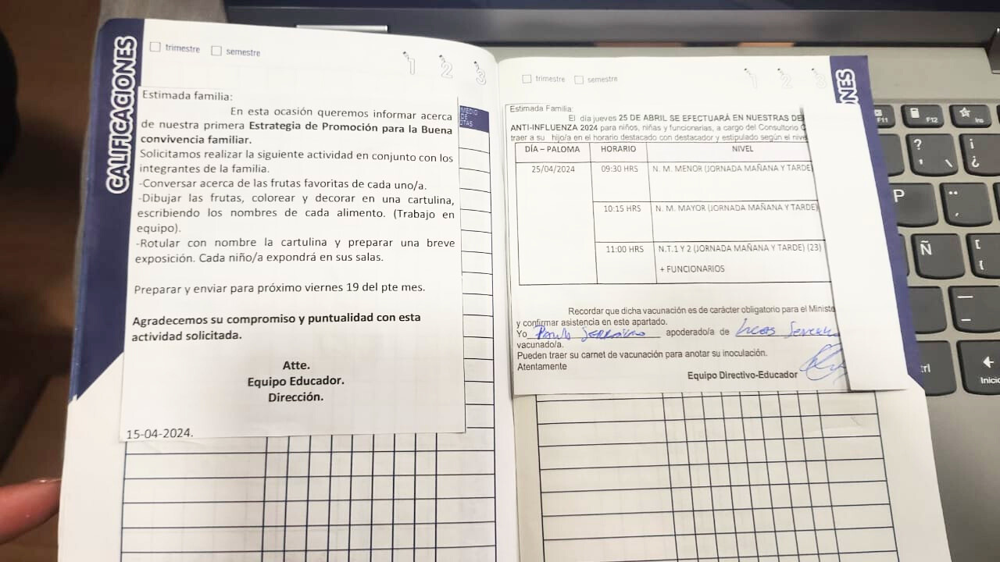 CALIFICACIONES
trimestre semestre
1 2 3
Estimada familia:
En esta ocasión queremos informar acerca
de nuestra primera Estrategia de Promoción para la Buena
convivencia familiar.
Solicitamos realizar la siguiente actividad en conjunto con los
integrantes de la familia.
-Conversar acerca de las frutas favoritas de cada uno/a.
-Dibujar las frutas, colorear y decorar en una cartulina,
escribiendo los nombres de cada alimento. (Trabajo en
equipo).
-Rotular con nombre la cartulina y preparar una breve
exposición. Cada niño/a expondrá en sus salas.
Preparar y enviar para próximo viernes 19 del pte mes.
Agradecemos su compromiso y puntualidad con esta
actividad solicitada.
Atte.
Equipo Educador.
Dirección.
15-04-2024.
trimestre semestre
1 2 3
NES
Estimada Familia:
El día jueves 25 DE ABRIL SE EFECTUARÁ EN NUESTRAS DE
ANTI-INFLUENZA 2024 para niños, niñas y funcionarias, a cargo del Consultorio
traer a su hijo/a en el horario destacado con destacador y estipulado según el
DÍA – PALOMA HORARIO NIVEL
25/04/2024 09:30 HRS N. M. MENOR (JORNADA MAÑANA Y TARDE
10:15 HRS N. M. MAYOR (JORNADA MAÑANA Y TARDE)
11:00 HRS N.T.1 Y 2 (JORNADA MAÑANA Y TARDE) (23)
+ FUNCIONARIOS
Recordar que dicha vacunación es de carácter obligatorio para el Ministe
y confirmar asistencia en este apartado.
Yo apoderado/a de
vacunado/a.
Pueden traer su carnet de vacunación para anotar su inoculación.
Atentamente
Equipo Directivo-Educador
F11
F12
Ins
?
¿
P
Ñ
Inicio